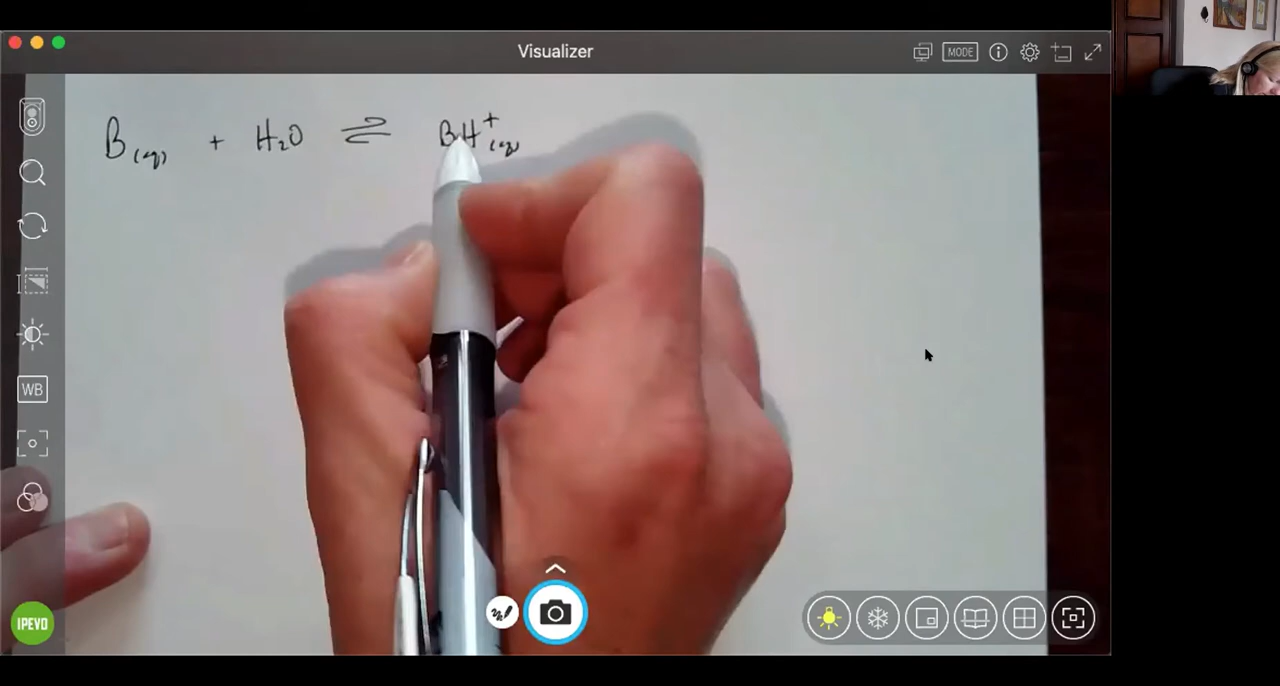 Visualizer
MODE
B(aq) + H₂O ⇌ BH⁺(aq)
WB
IPEVO